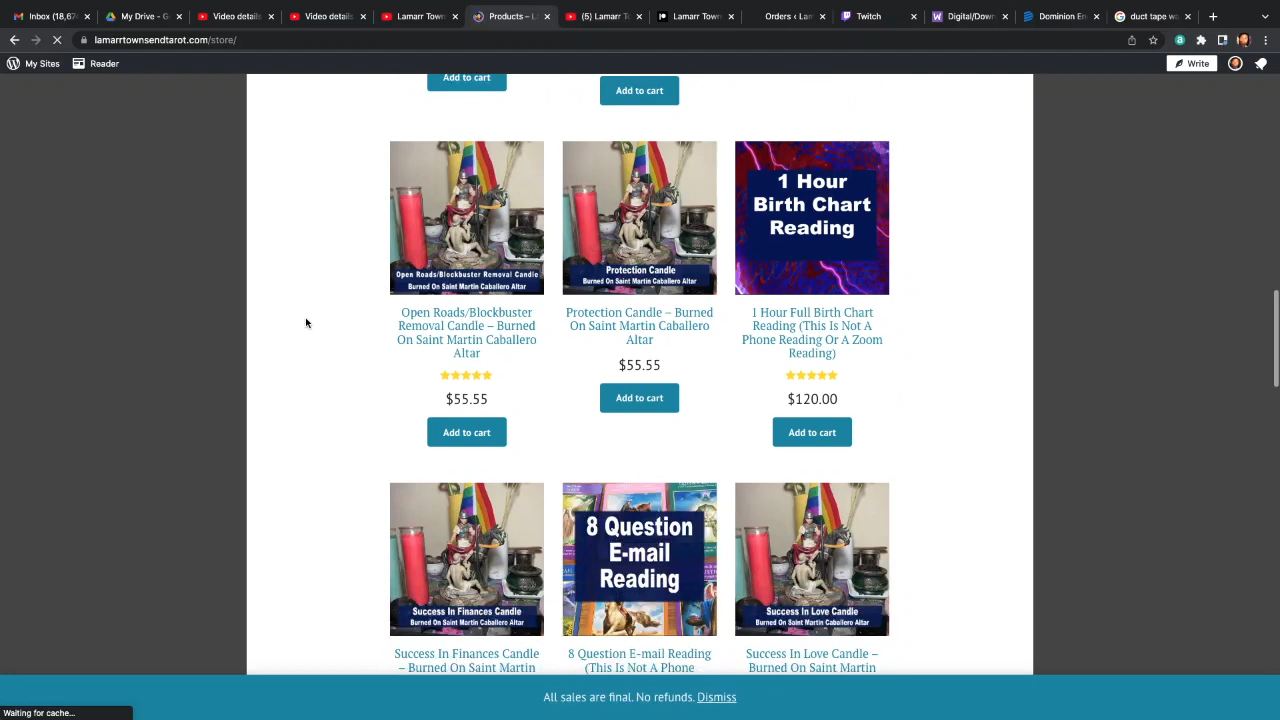 Inbox (18,67
My Drive - G
Video details
Video details
Lamarr Town
Products – L
(5) Lamarr T
Lamarr Town
Orders ‹ Lam
Twitch
Digital/Down
Dominion En
duct tape wa
lamarrtownsendtarot.com/store/
My Sites
Reader
Write
Add to cart
Add to cart
Open Roads/Blockbuster Removal Candle
Burned On Saint Martin Caballero Altar
Protection Candle
Burned On Saint Martin Caballero Altar
1 Hour
Birth Chart
Reading
Open Roads/Blockbuster
Removal Candle – Burned
On Saint Martin Caballero
Altar
$55.55
Add to cart
Protection Candle – Burned
On Saint Martin Caballero
Altar
$55.55
Add to cart
1 Hour Full Birth Chart
Reading (This Is Not A
Phone Reading Or A Zoom
Reading)
$120.00
Add to cart
Success In Finances Candle
Burned On Saint Martin Caballero Altar
8 Question
E-mail
Reading
Success In Love Candle
Burned On Saint Martin Caballero Altar
Success In Finances Candle
– Burned On Saint Martin
8 Question E-mail Reading
(This Is Not A Phone
Success In Love Candle –
Burned On Saint Martin
All sales are final. No refunds. Dismiss
Waiting for cache...